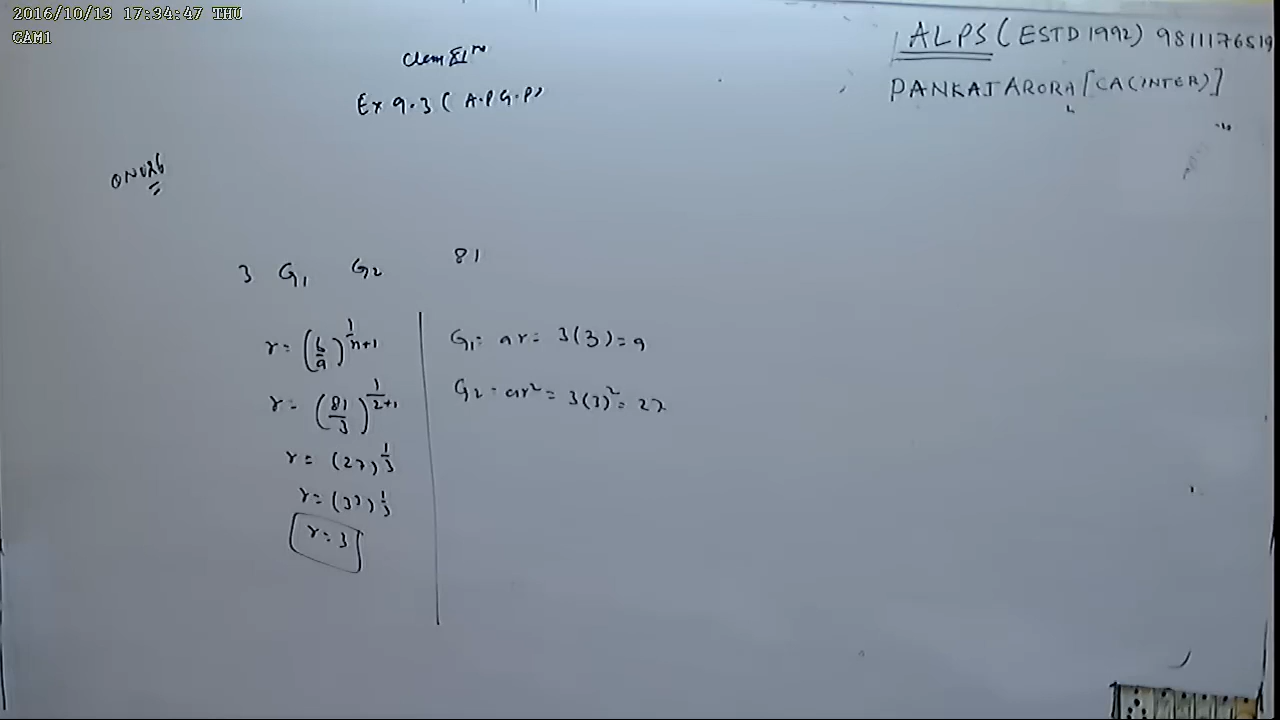 2016/10/13 17:34:47 THU
CAM1
ALPS (ESTD 1992) 9811176519
PANKAJ ARORA [CA(INTER)]
Class XI
Ex 9.3 ( A.P G.P)
QNO26
3 G₁ G₂ 81
r = (b/a)^1/n+1
r = (81/3)^1/2+1
r = (27)^1/3
r = (3³)^1/3
r = 3
G₁ = ar = 3(3) = 9
G₂ = ar² = 3(3)² = 27